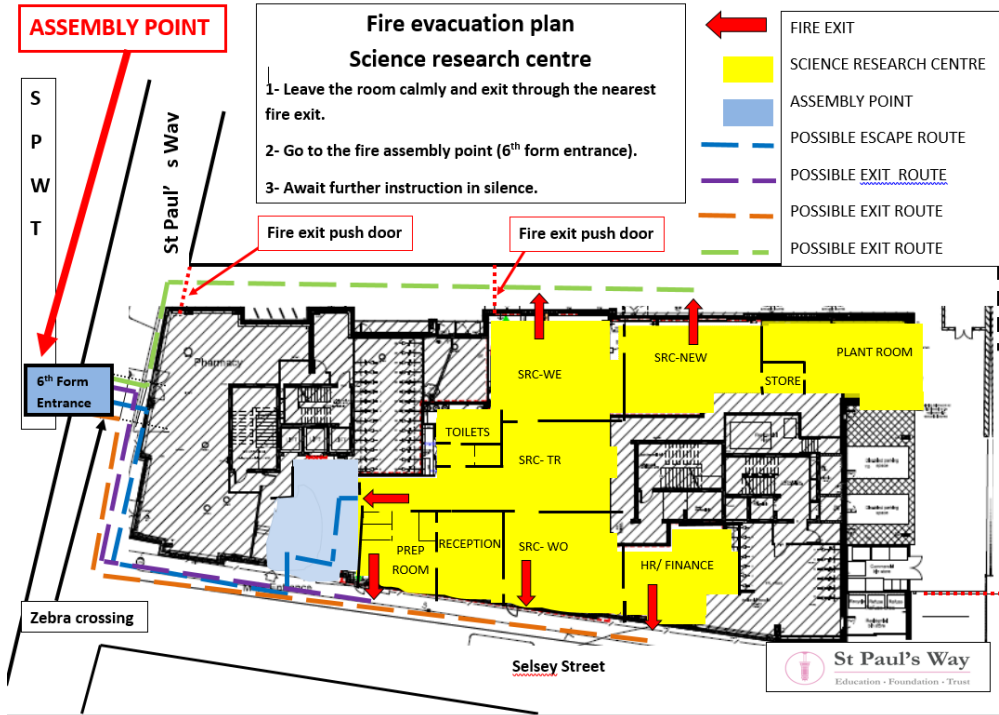 ASSEMBLY POINT
Fire evacuation plan
Science research centre
1- Leave the room calmly and exit through the nearest
fire exit.
2- Go to the fire assembly point (6th form entrance).
3- Await further instruction in silence.
FIRE EXIT
SCIENCE RESEARCH CENTRE
ASSEMBLY POINT
POSSIBLE ESCAPE ROUTE
POSSIBLE EXIT ROUTE
POSSIBLE EXIT ROUTE
POSSIBLE EXIT ROUTE
S
P
W
T
St Paul' s Way
Fire exit push door
Fire exit push door
Pharmacy
6th Form
Entrance
SRC-WE
SRC-NEW
STORE
PLANT ROOM
TOILETS
SRC- TR
PREP
ROOM
RECEPTION
SRC- WO
HR/ FINANCE
Zebra crossing
Selsey Street
St Paul's Way
Education · Foundation · Trust